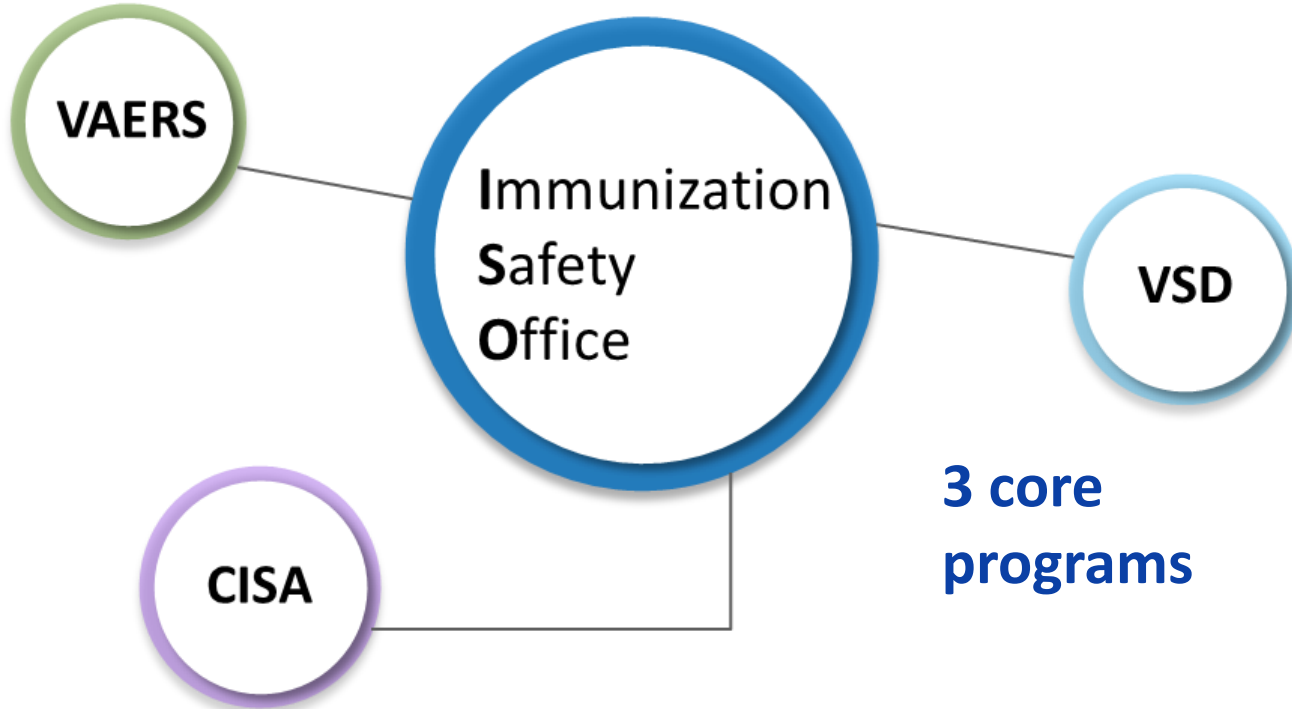 VAERS
Immunization
Safety
Office
VSD
3 core
programs
CISA